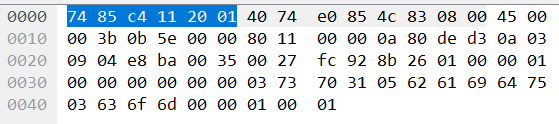 0000 74 85 c4 11 20 01 40 74 e0 85 4c 83 08 00 45 00
0010 00 3b 0b 5e 00 00 80 11 00 00 0a 80 de d3 0a 03
0020 09 04 e8 ba 00 35 00 27 fc 92 8b 26 01 00 00 01
0030 00 00 00 00 00 00 03 73 70 31 05 62 61 69 64 75
0040 03 63 6f 6d 00 00 01 00 01